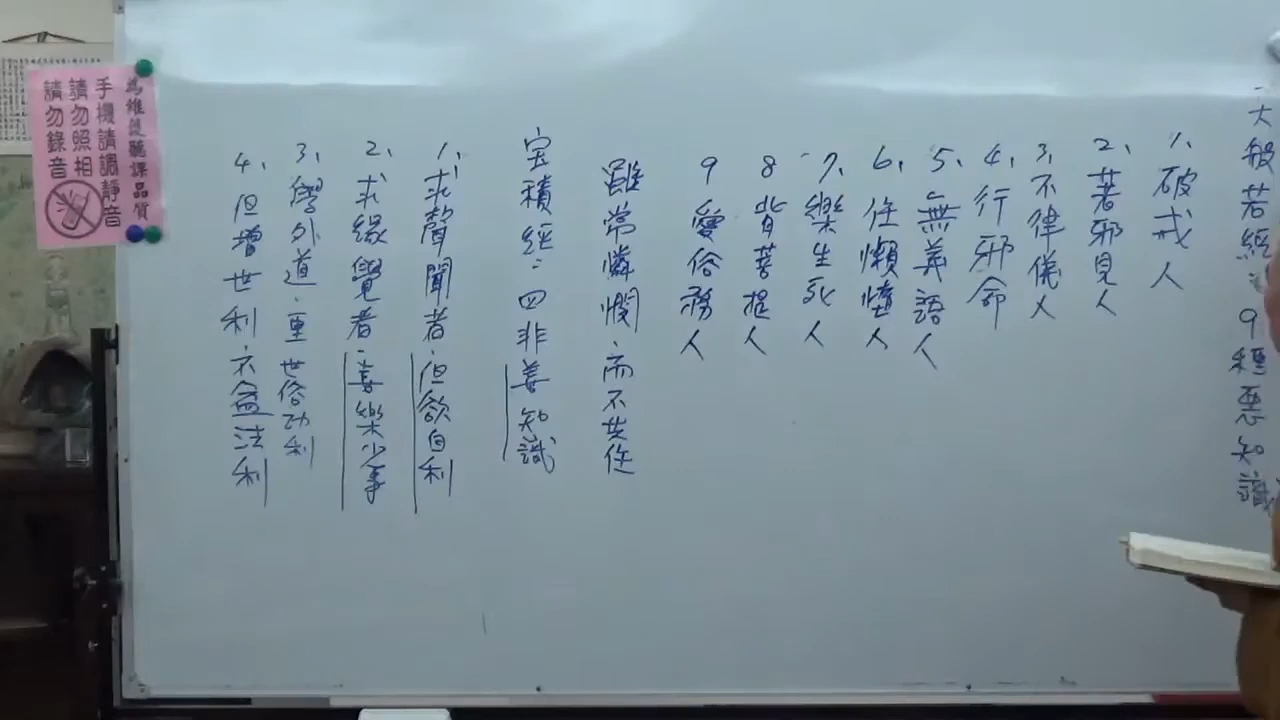 大般若經:9種惡知識
1、破戒人
2、著邪見人
3、不律儀人
4、行邪命
5、無義語人
6、住懶惰人
7、樂生死人
8背菩提人
9愛俗務人
雖常憐憫、而不共住
宝積經:四非善知識
1、求聲聞者、但欲自利
2、求緣覺者、喜樂少事
3、學外道、重世俗功利
4、但增世利、不益法利
為維護聽課品質
手機請調靜音
請勿照相
請勿錄音